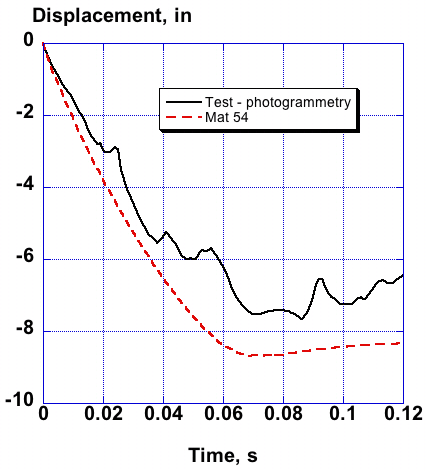 Displacement, in
0
-2
-4
-6
-8
-10
Test - photogrammetry
Mat 54
0 0.02 0.04 0.06 0.08 0.1 0.12
Time, s